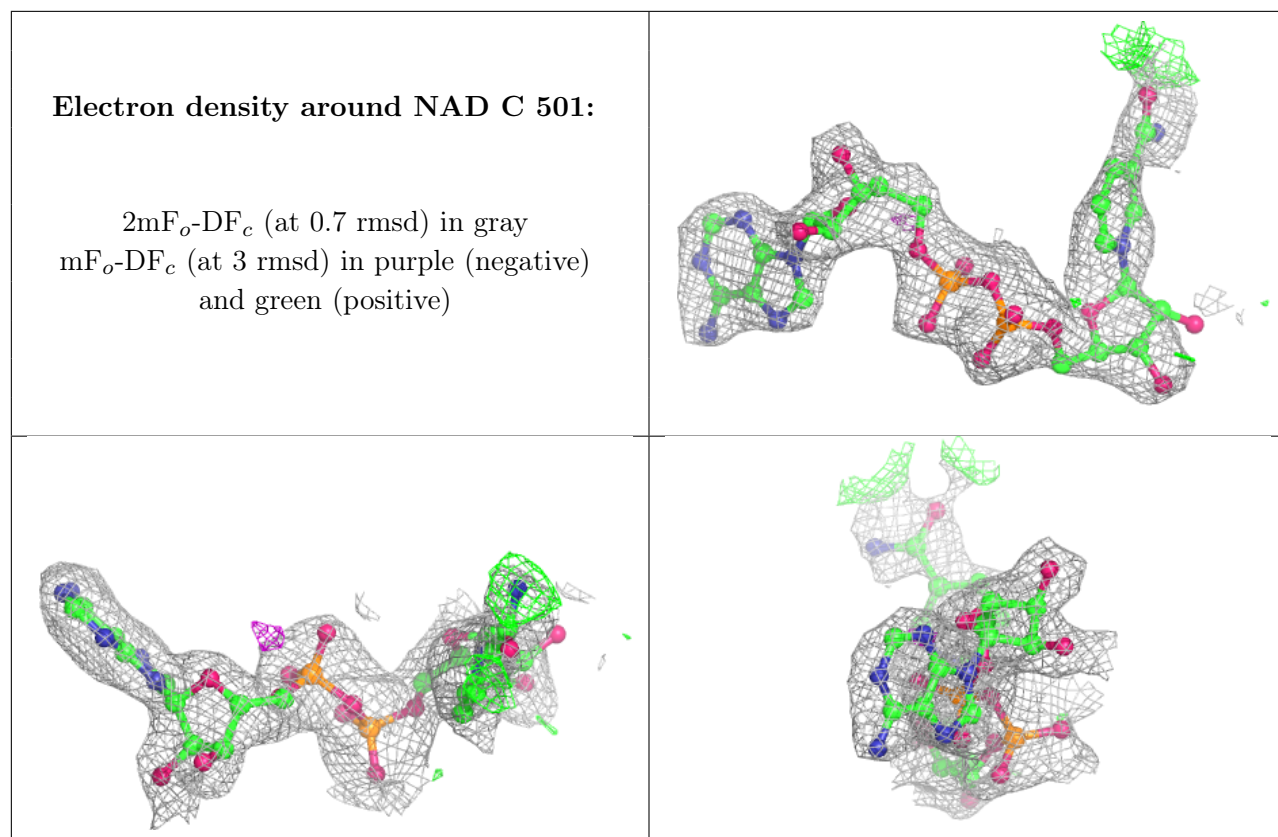 Electron density around NAD C 501:
2mFo-DFc (at 0.7 rmsd) in gray
mFo-DFc (at 3 rmsd) in purple (negative)
and green (positive)